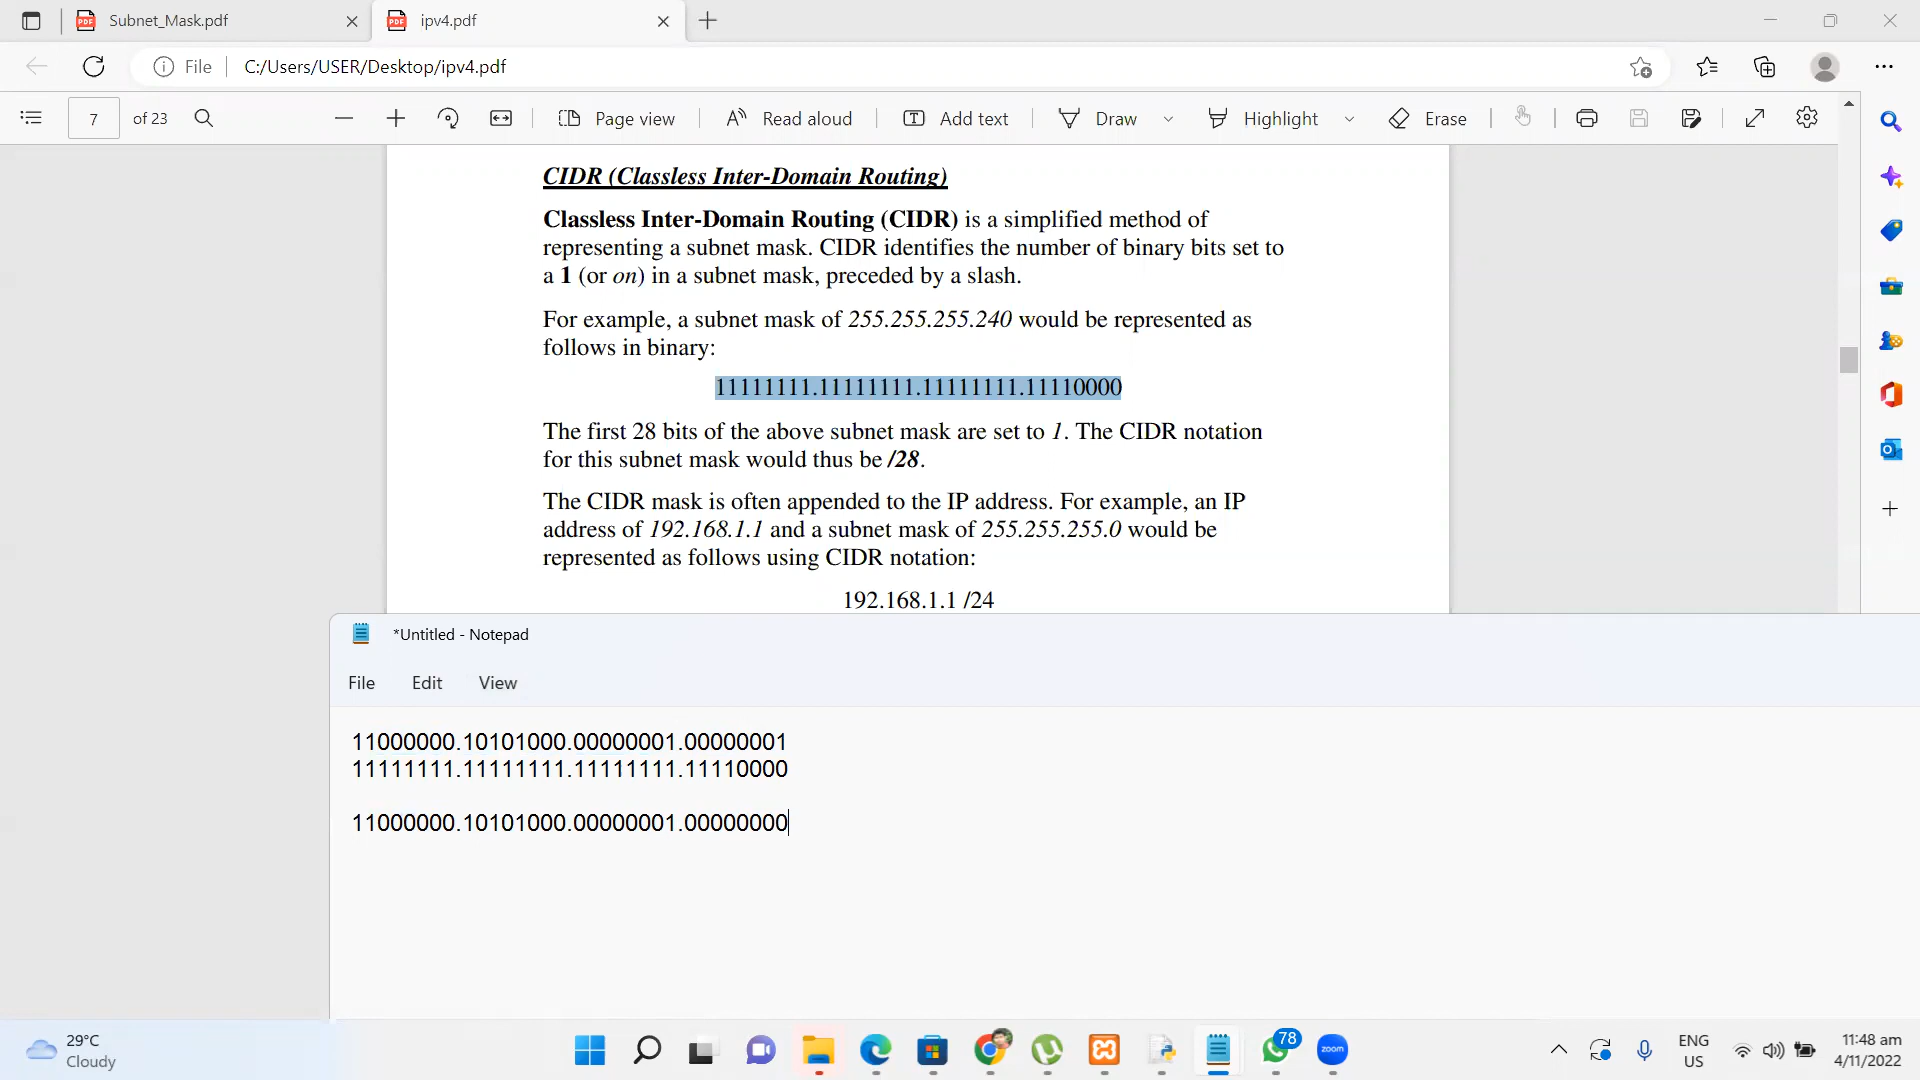 Subnet_Mask.pdf
ipv4.pdf
File
C:/Users/USER/Desktop/ipv4.pdf
7
of 23
Page view
Read aloud
Add text
Draw
Highlight
Erase
CIDR (Classless Inter-Domain Routing)
Classless Inter-Domain Routing (CIDR) is a simplified method of
representing a subnet mask. CIDR identifies the number of binary bits set to
a 1 (or on) in a subnet mask, preceded by a slash.
For example, a subnet mask of 255.255.255.240 would be represented as
follows in binary:
11111111.11111111.11111111.11110000
The first 28 bits of the above subnet mask are set to 1. The CIDR notation
for this subnet mask would thus be /28.
The CIDR mask is often appended to the IP address. For example, an IP
address of 192.168.1.1 and a subnet mask of 255.255.255.0 would be
represented as follows using CIDR notation:
192.168.1.1 /24
*Untitled - Notepad
File
Edit
View
11000000.10101000.00000001.00000001
11111111.11111111.11111111.11110000
11000000.10101000.00000001.00000000
29°C
Cloudy
78
zoom
ENG
US
11:48 am
4/11/2022